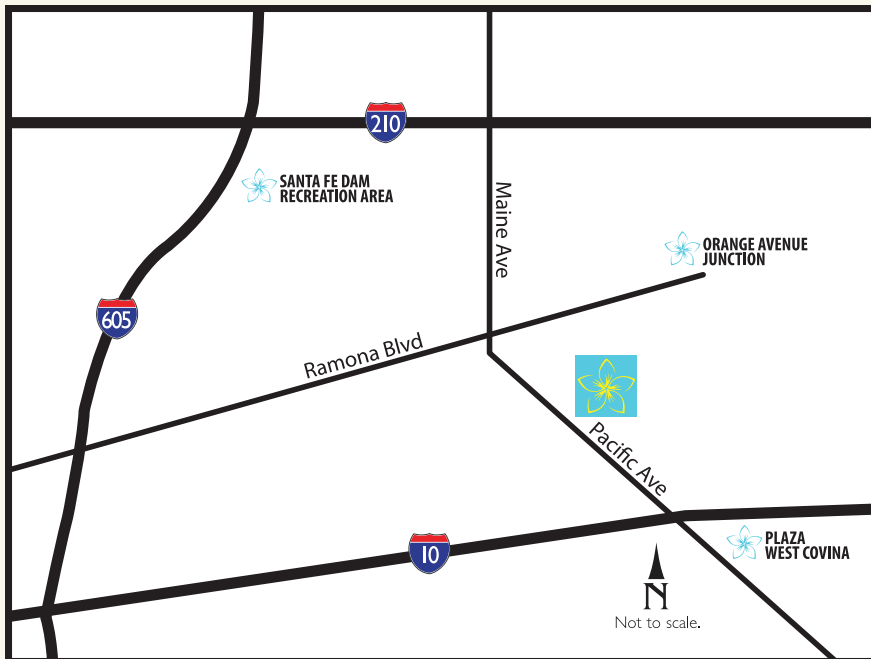 210
SANTA FE DAM
RECREATION AREA
Maine Ave
ORANGE AVENUE
JUNCTION
605
Ramona Blvd
Pacific Ave
10
PLAZA
WEST COVINA
N
Not to scale.